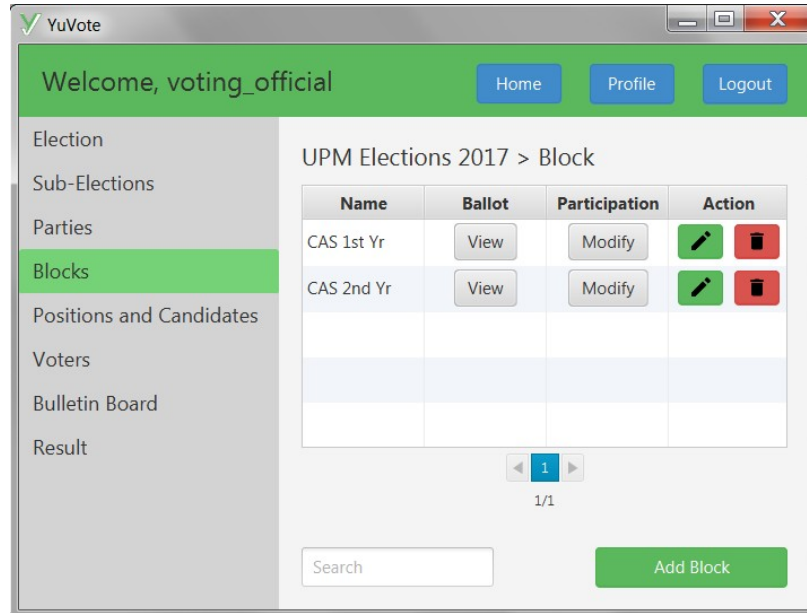 YuVote
Welcome, voting_official
Home
Profile
Logout
Election
Sub-Elections
Parties
Blocks
Positions and Candidates
Voters
Bulletin Board
Result
UPM Elections 2017 > Block
Name Ballot Participation Action
CAS 1st Yr View Modify
CAS 2nd Yr View Modify
1
1/1
Search
Add Block